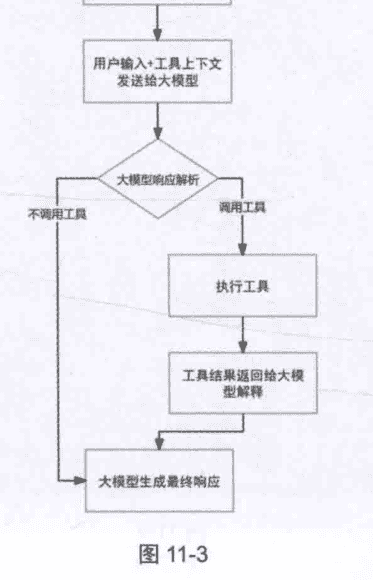 用户输入+工具上下文
发送给大模型
大模型响应解析
不调用工具
调用工具
执行工具
工具结果返回给大模
型解释
大模型生成最终响应
图 11-3